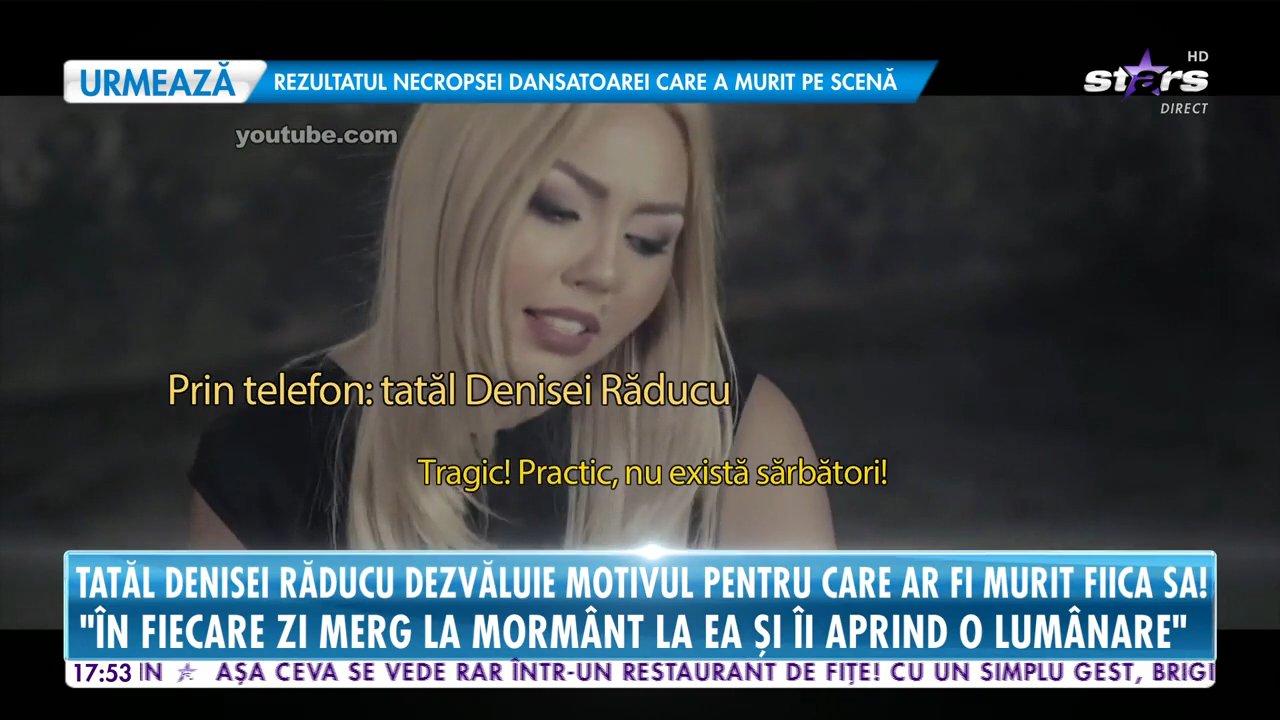 URMEAZĂ
REZULTATUL NECROPSEI DANSATOAREI CARE A MURIT PE SCENĂ
HD
stars
DIRECT
youtube.com
Prin telefon: tatăl Denisei Răducu
Tragic! Practic, nu există sărbători!
TATĂL DENISEI RĂDUCU DEZVĂLUIE MOTIVUL PENTRU CARE AR FI MURIT FIICA SA!
"ÎN FIECARE ZI MERG LA MORMÂNT LA EA ȘI ÎI APRIND O LUMÂNARE"
17:53 IN AȘA CEVA SE VEDE RAR ÎNTR-UN RESTAURANT DE FIȚE! CU UN SIMPLU GEST, BRIGI